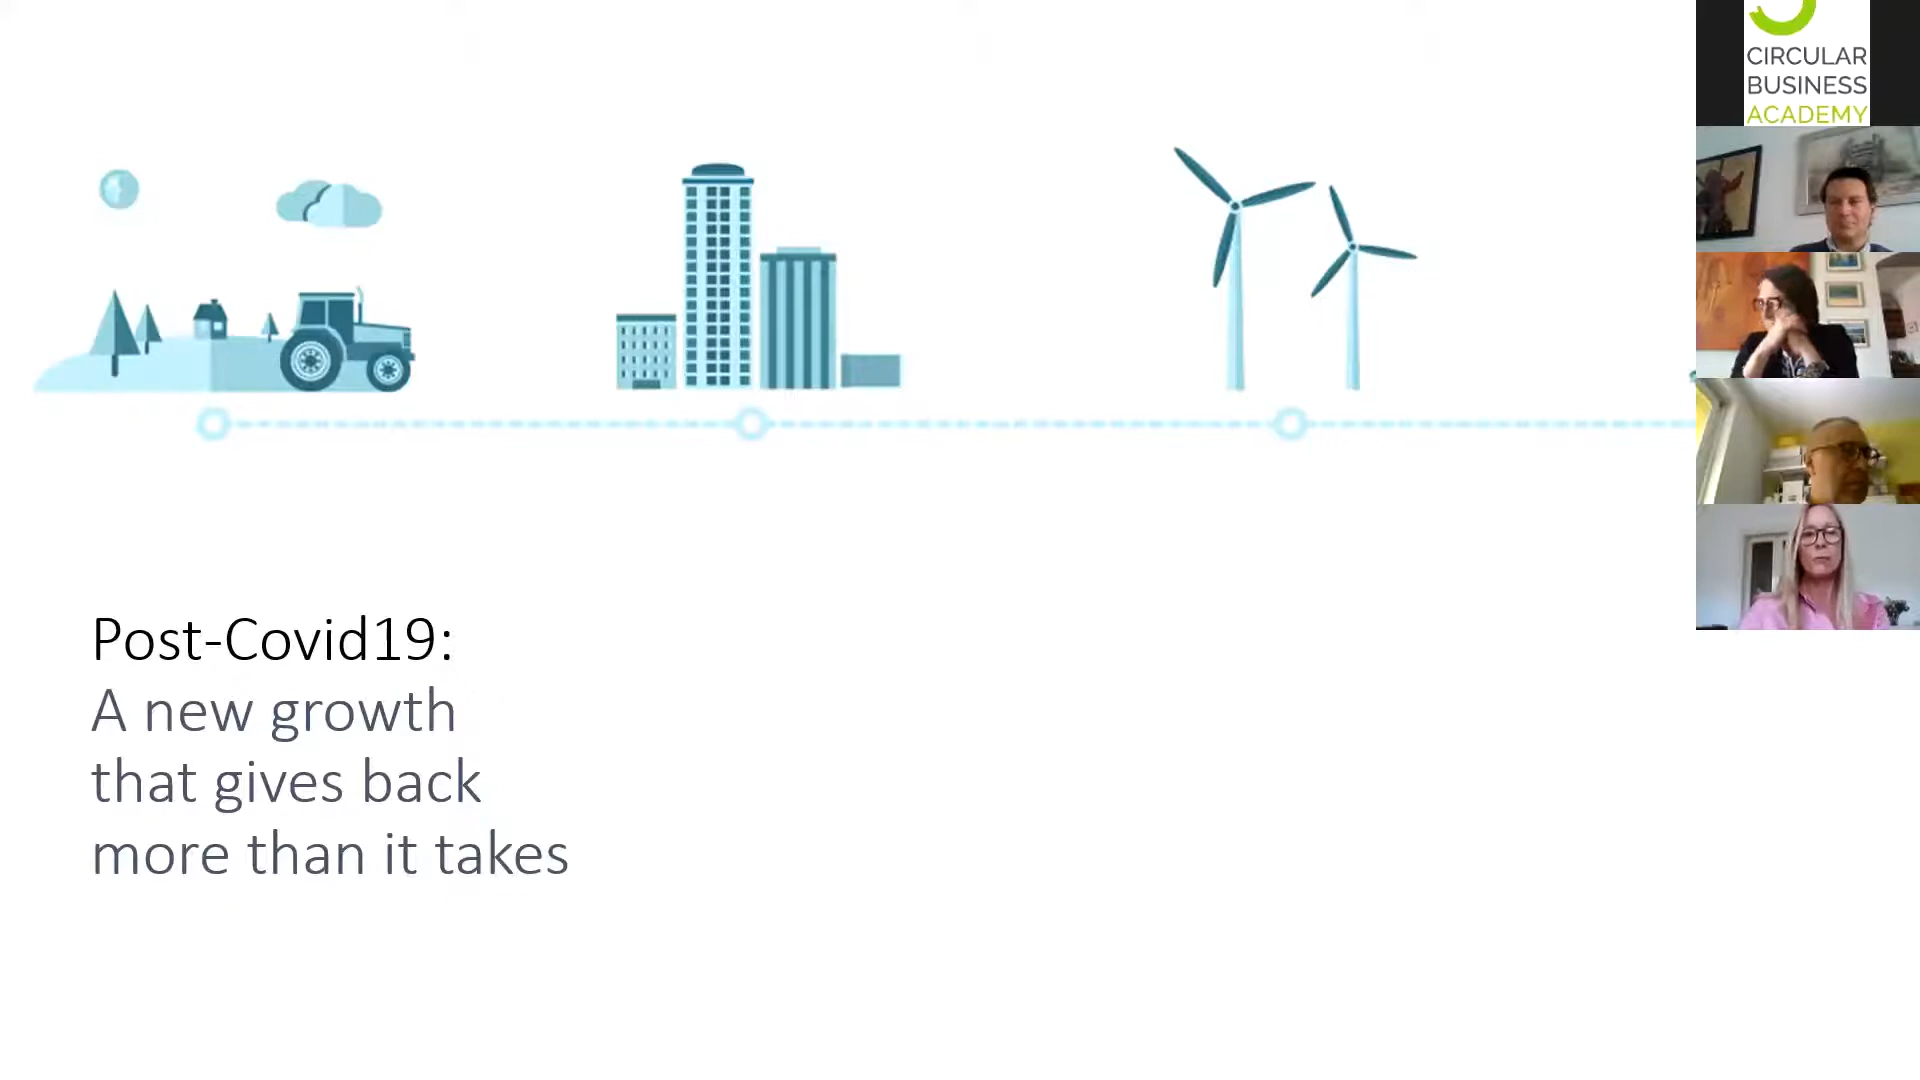 CIRCULAR
BUSINESS
ACADEMY
Post-Covid19:
A new growth
that gives back
more than it takes